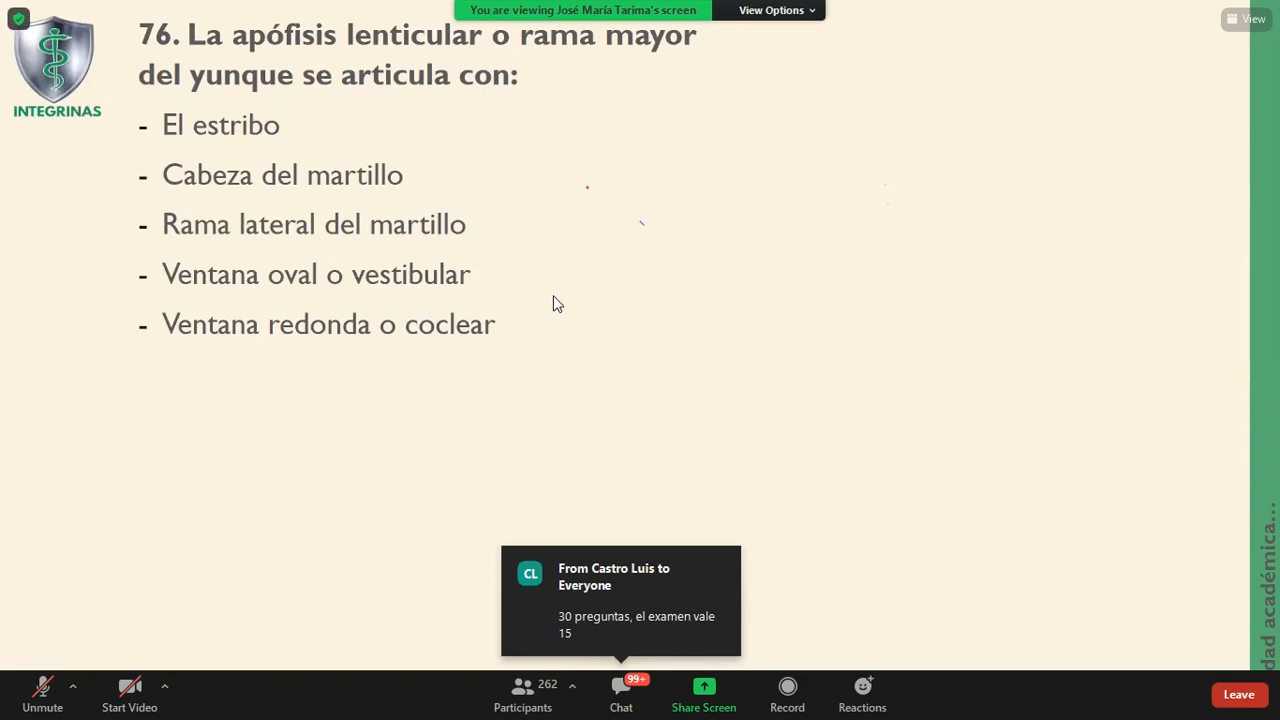 You are viewing José María Tarima's screen
View Options
View
INTEGRINAS
76. La apófisis lenticular o rama mayor
del yunque se articula con:
- El estribo
- Cabeza del martillo
- Rama lateral del martillo
- Ventana oval o vestibular
- Ventana redonda o coclear
dad académica...
CL
From Castro Luis to
Everyone
30 preguntas, el examen vale
15
Unmute
Start Video
262
Participants
99+
Chat
Share Screen
Record
Reactions
Leave